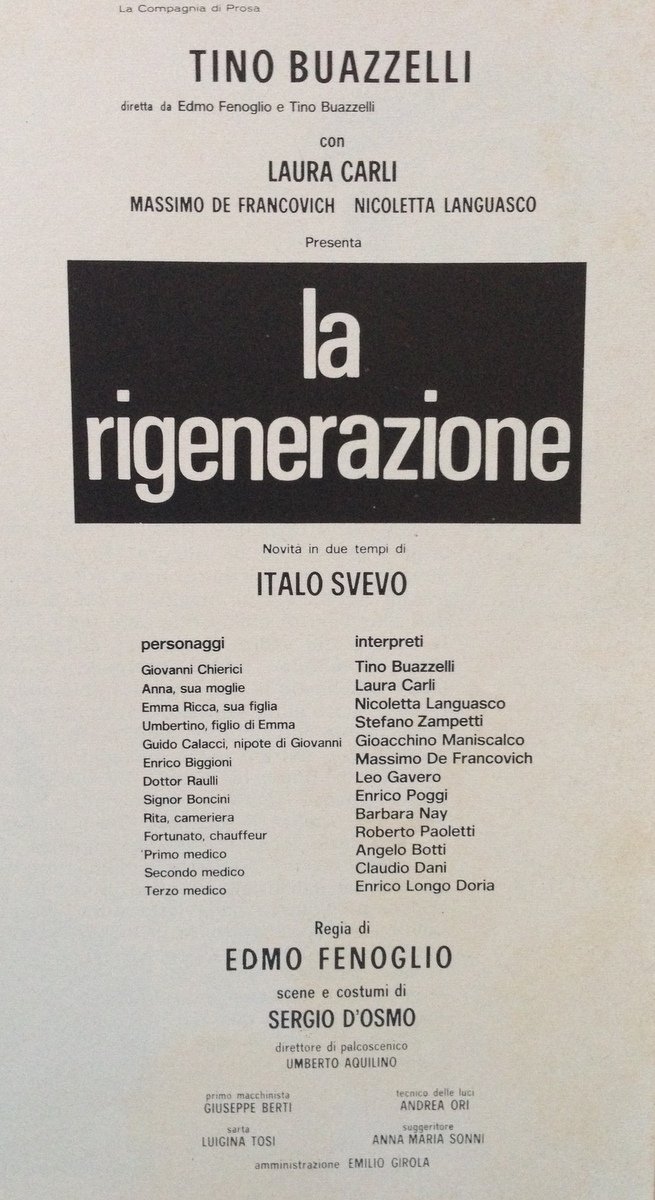 La Compagnia di Prosa
TINO BUAZZELLI
diretta da Edmo Fenoglio e Tino Buazzelli
con
LAURA CARLI
MASSIMO DE FRANCOVICH NICOLETTA LANGUASCO
Presenta
la
rigenerazione
Novità in due tempi di
ITALO SVEVO
personaggi interpreti
Giovanni Chierici Tino Buazzelli
Anna, sua moglie Laura Carli
Emma Ricca, sua figlia Nicoletta Languasco
Umbertino, figlio di Emma Stefano Zampetti
Guido Calacci, nipote di Giovanni Gioacchino Maniscalco
Enrico Biggioni Massimo De Francovich
Dottor Raulli Leo Gavero
Signor Boncini Enrico Poggi
Rita, cameriera Barbara Nay
Fortunato, chauffeur Roberto Paoletti
Primo medico Angelo Botti
Secondo medico Claudio Dani
Terzo medico Enrico Longo Doria
Regia di
EDMO FENOGLIO
scene e costumi di
SERGIO D'OSMO
direttore di palcoscenico
UMBERTO AQUILINO
primo macchinista tecnico delle luci
GIUSEPPE BERTI ANDREA ORI
sarta suggeritore
LUIGINA TOSI ANNA MARIA SONNI
amministrazione EMILIO GIROLA